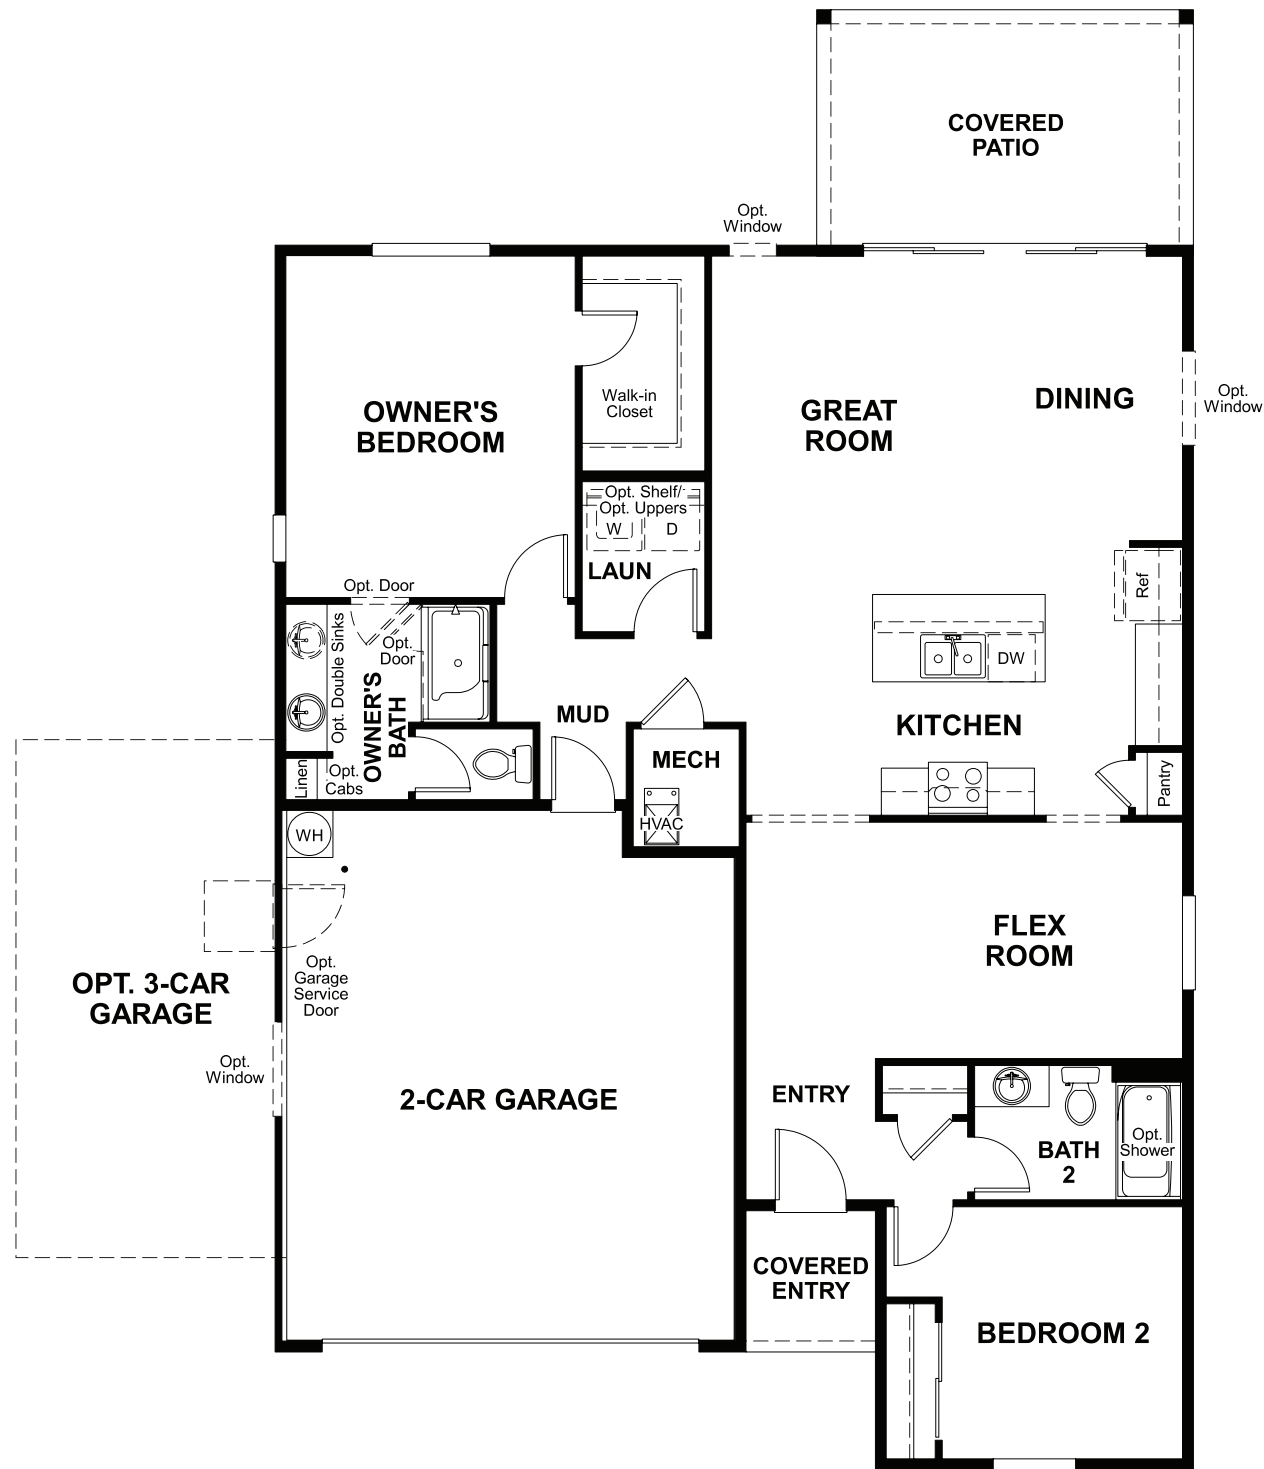 COVERED
PATIO
Opt.
Window
OWNER'S
BEDROOM
Walk-in
Closet
GREAT
ROOM
DINING
Opt.
Window
Opt. Shelf/
Opt. Uppers
W
D
LAUN
Opt. Door
Opt.
Door
Opt. Double Sinks
OWNER'S
BATH
Linen
Opt.
Cabs
MUD
MECH
HVAC
Ref
DW
KITCHEN
Pantry
WH
Opt.
Garage
Service
Door
OPT. 3-CAR
GARAGE
Opt.
Window
2-CAR GARAGE
FLEX
ROOM
ENTRY
BATH
2
Opt.
Shower
COVERED
ENTRY
BEDROOM 2